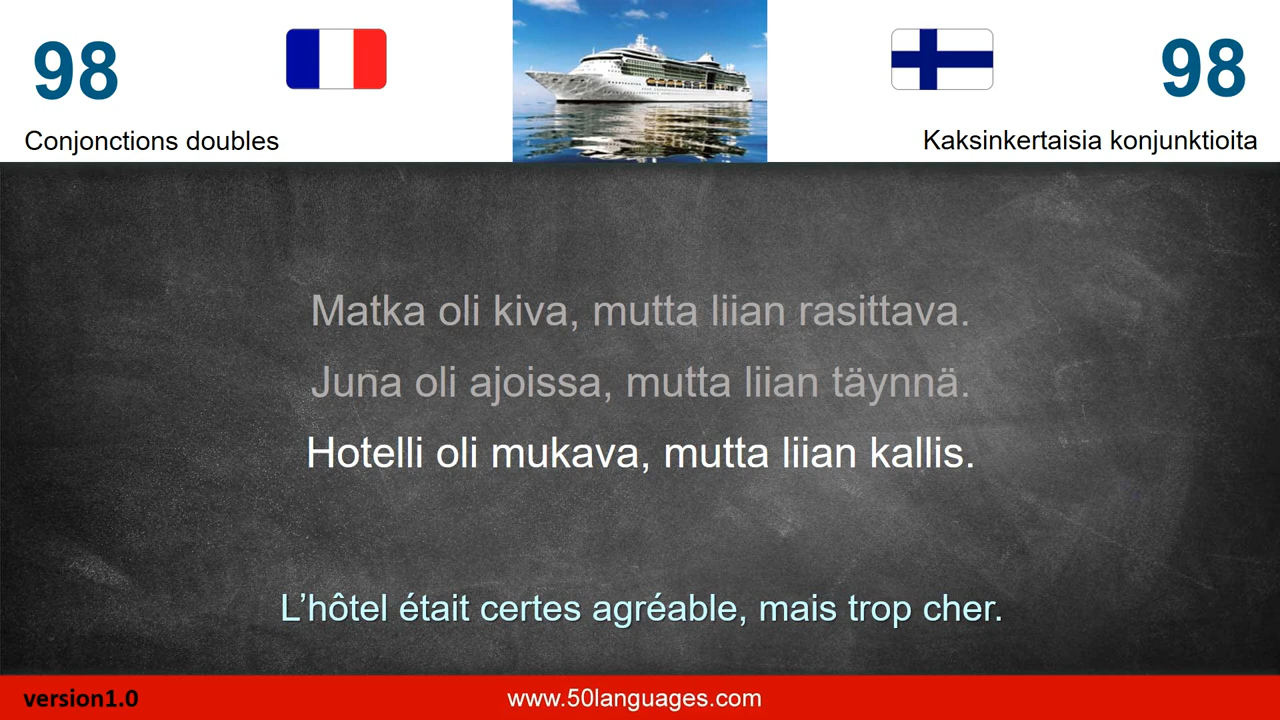 98
98
Conjonctions doubles
Kaksinkertaisia konjunktioita
Matka oli kiva, mutta liian rasittava.
Juna oli ajoissa, mutta liian täynnä.
Hotelli oli mukava, mutta liian kallis.
L’hôtel était certes agréable, mais trop cher.
version1.0
www.50languages.com